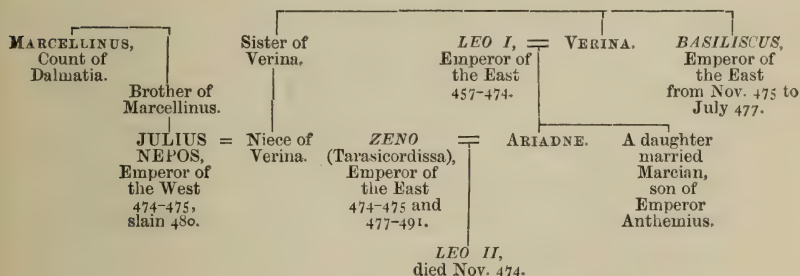 MARCELLINUS,
Count of
Dalmatia.
Brother of
Marcellinus.
Sister of
Verina.
LEO I,
Emperor of
the East
457-474.
=
VERINA.
BASILISCUS,
Emperor of
the East
from Nov. 475 to
July 477.
JULIUS
NEPOS,
Emperor of
the West
474-475,
slain 480.
=
Niece of
Verina.
ZENO
(Tarasicordissa),
Emperor of
the East
474-475 and
477-491.
=
ARIADNE.
A daughter
married
Marcian,
son of
Emperor
Anthemius.
LEO II,
died Nov. 474.